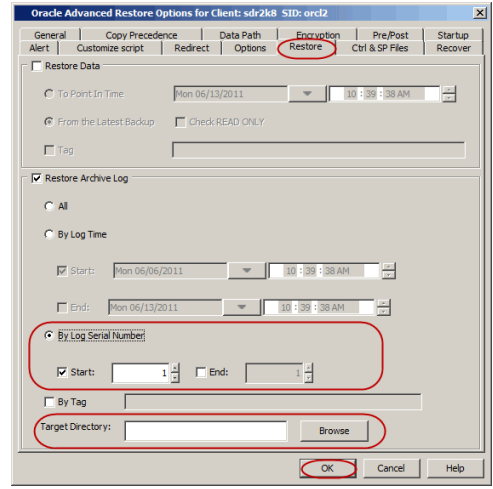 Oracle Advanced Restore Options for Client: sdr2k8 SID: orcl2
General Copy Precedence Data Path Encryption Pre/Post Startup
Alert Customize script Redirect Options Restore Ctrl & SP Files Recover
Restore Data
To Point In Time Mon 06/13/2011 10 : 39 : 38 AM
From the Latest Backup Check READ ONLY
Tag
Restore Archive Log
All
By Log Time
Start: Mon 06/06/2011 10 : 39 : 38 AM
End: Mon 06/13/2011 10 : 39 : 38 AM
By Log Serial Number
Start: 1 End: 1
By Tag
Target Directory: Browse
OK Cancel Help